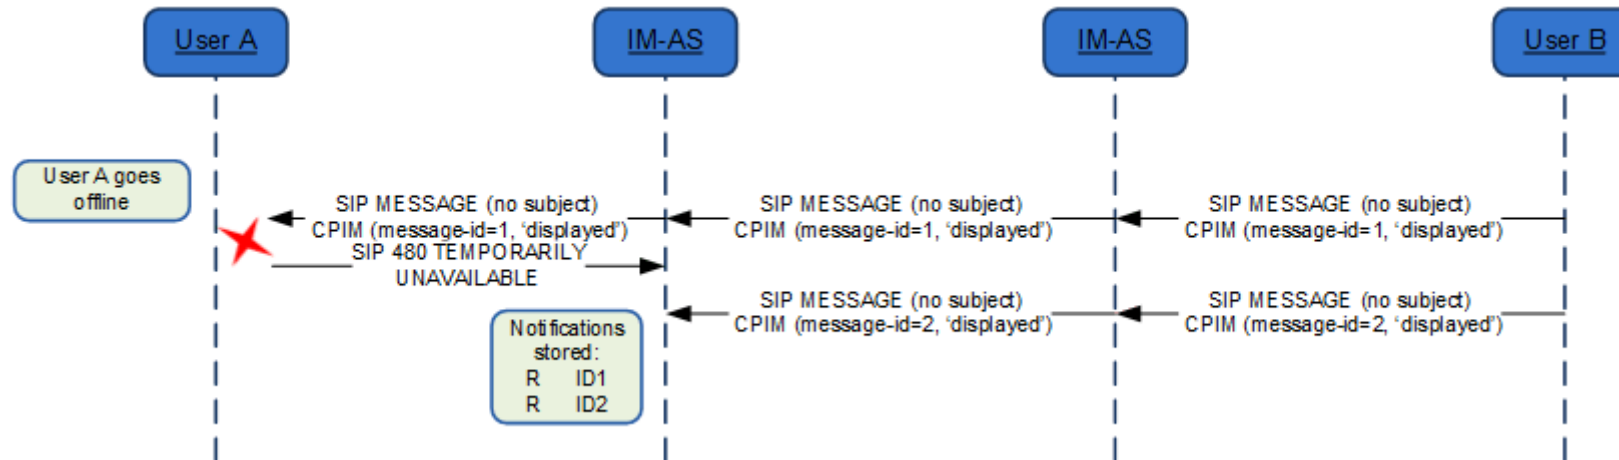 User A
IM-AS
IM-AS
User B
User A goes
offline
SIP MESSAGE (no subject)
CPIM (message-id=1, ‘displayed’)
SIP MESSAGE (no subject)
CPIM (message-id=1, ‘displayed’)
SIP MESSAGE (no subject)
CPIM (message-id=1, ‘displayed’)
SIP 480 TEMPORARILY
UNAVAILABLE
SIP MESSAGE (no subject)
CPIM (message-id=2, ‘displayed’)
SIP MESSAGE (no subject)
CPIM (message-id=2, ‘displayed’)
Notifications
stored:
R ID1
R ID2